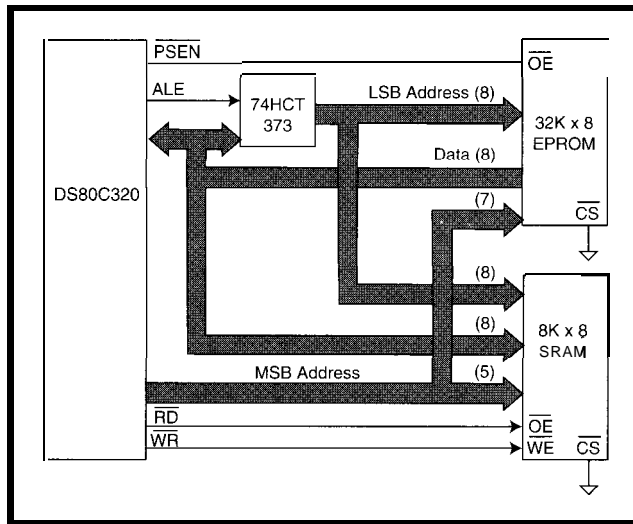 DS80C320
PSEN
ALE
74HCT
373
LSB Address (8)
Data (8)
(7)
OE
32K x 8
EPROM
CS
(8)
(8)
(5)
8K x 8
SRAM
MSB Address
RD
WR
OE
WE
CS